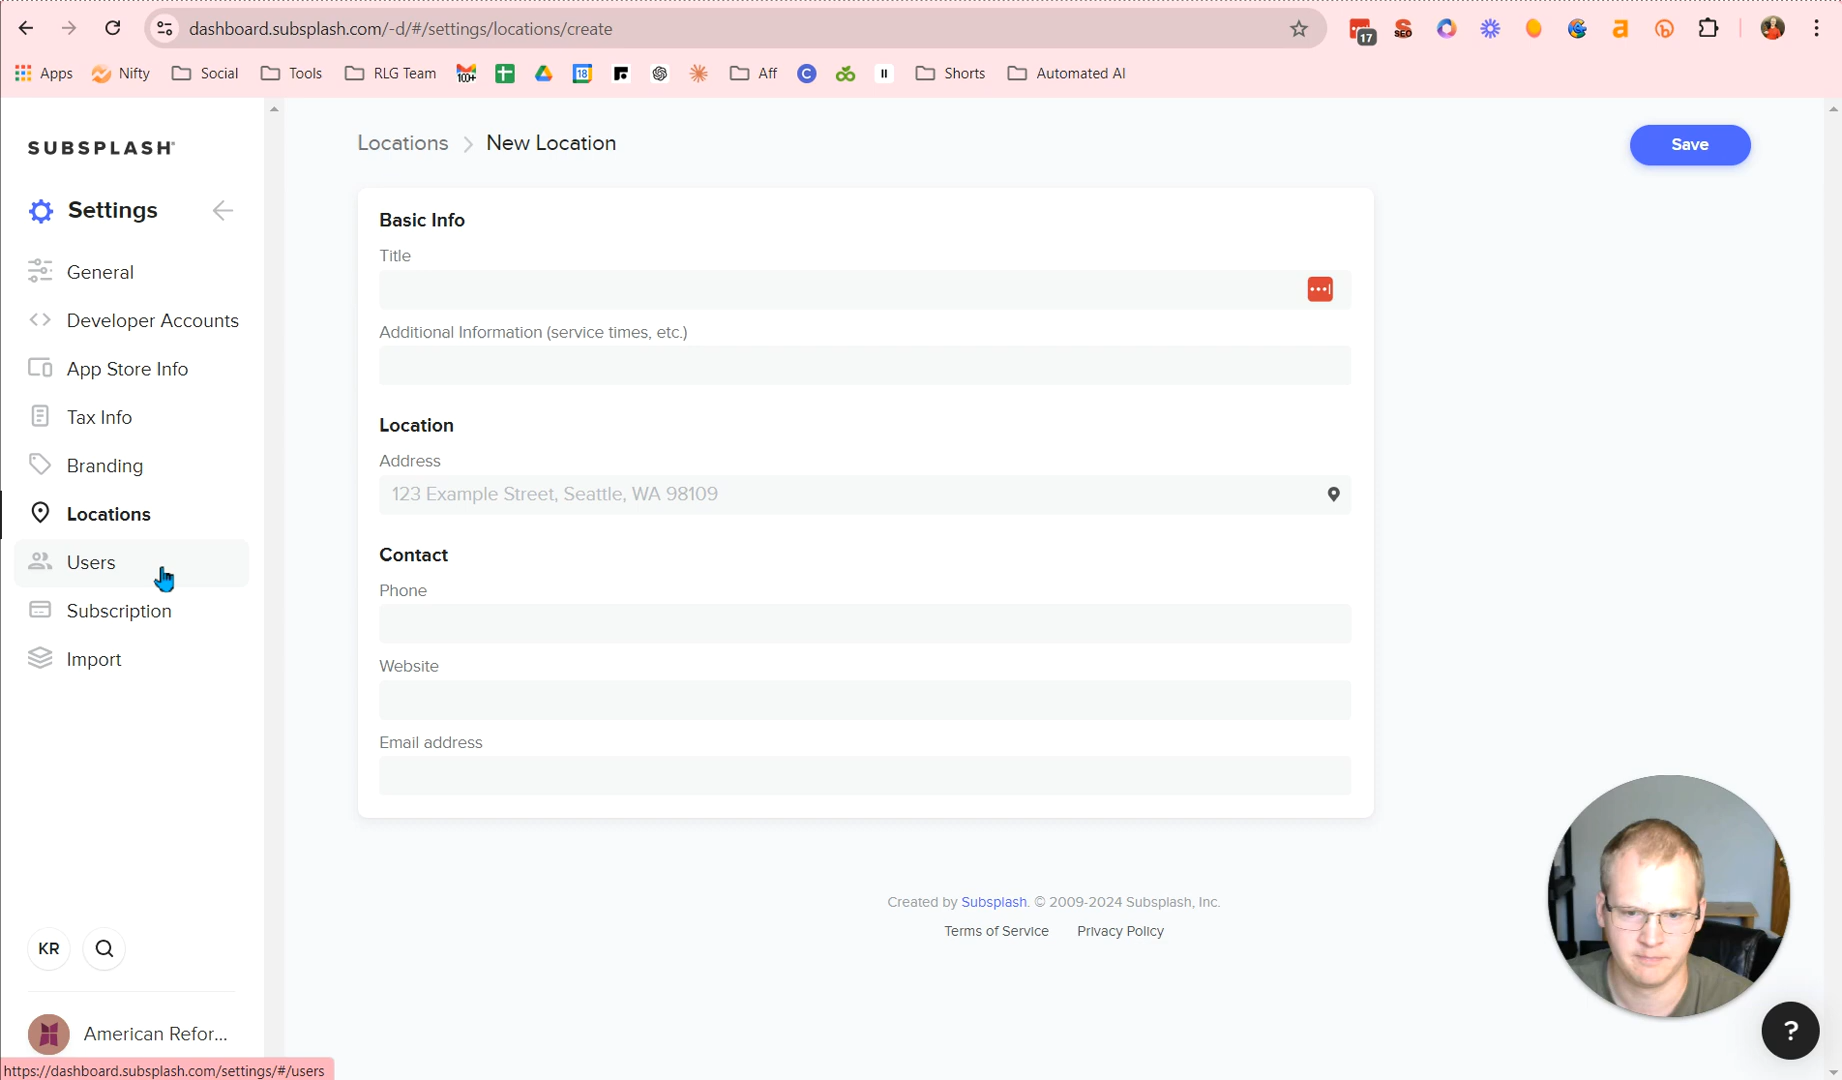 dashboard.subsplash.com/-d/#/settings/locations/create
17
SEO
Apps
Nifty
Social
Tools
RLG Team
100+
18
Aff
Shorts
Automated AI
SUBSPLASH
Settings
General
Developer Accounts
App Store Info
Tax Info
Branding
Locations
Users
Subscription
Import
KR
American Refor...
https://dashboard.subsplash.com/settings/#/users
Locations > New Location
Save
Basic Info
Title
Additional Information (service times, etc.)
Location
Address
123 Example Street, Seattle, WA 98109
Contact
Phone
Website
Email address
Created by Subsplash. © 2009-2024 Subsplash, Inc.
Terms of Service Privacy Policy
?